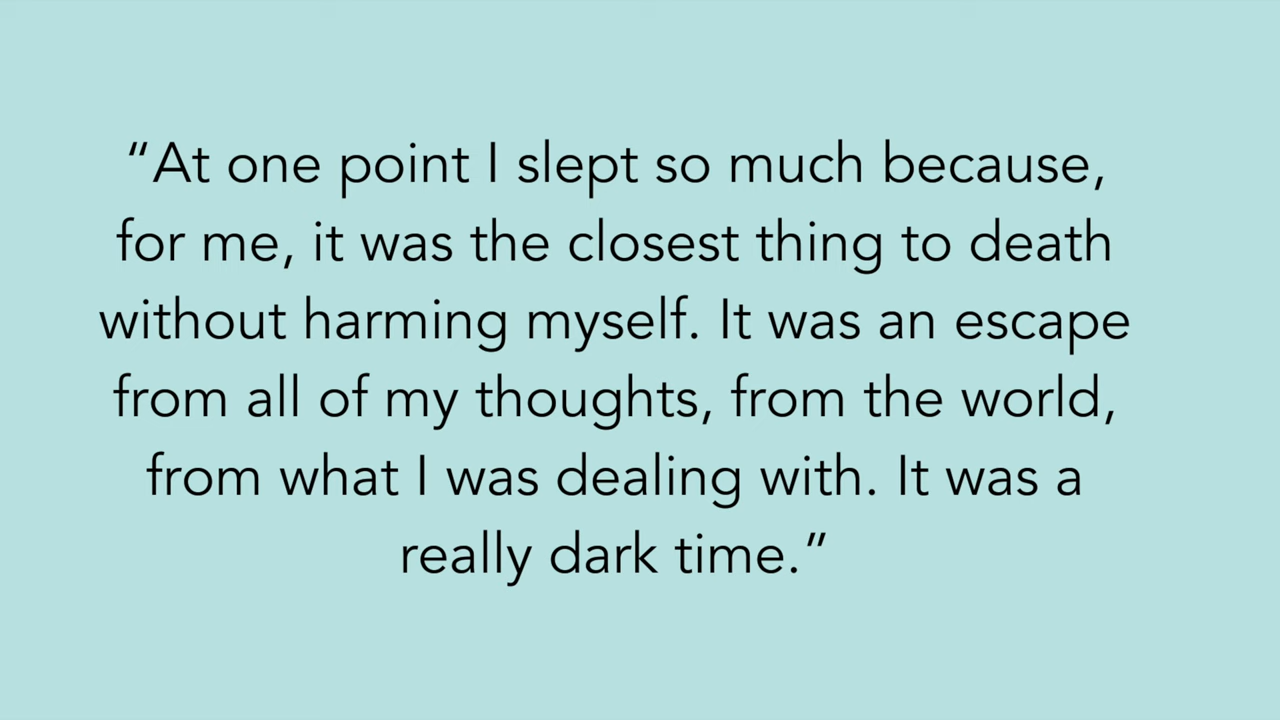 “At one point I slept so much because,
for me, it was the closest thing to death
without harming myself. It was an escape
from all of my thoughts, from the world,
from what I was dealing with. It was a
really dark time.”